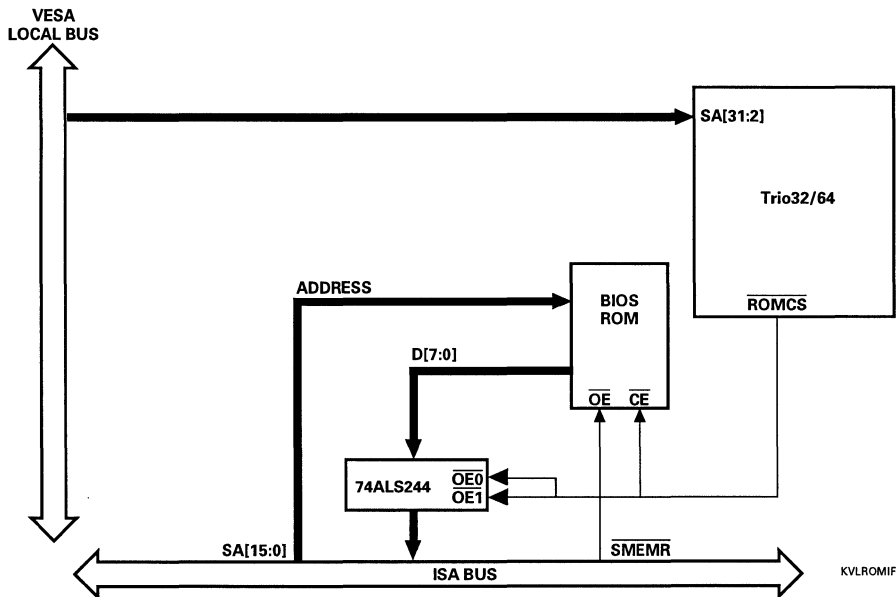 VESA
LOCAL BUS
SA[31:2]
Trio32/64
ROMCS
ADDRESS
BIOS
ROM
D[7:0]
OE CE
74ALS244
OE0
OE1
SA[15:0]
SMEMR
ISA BUS
KVLROMIF